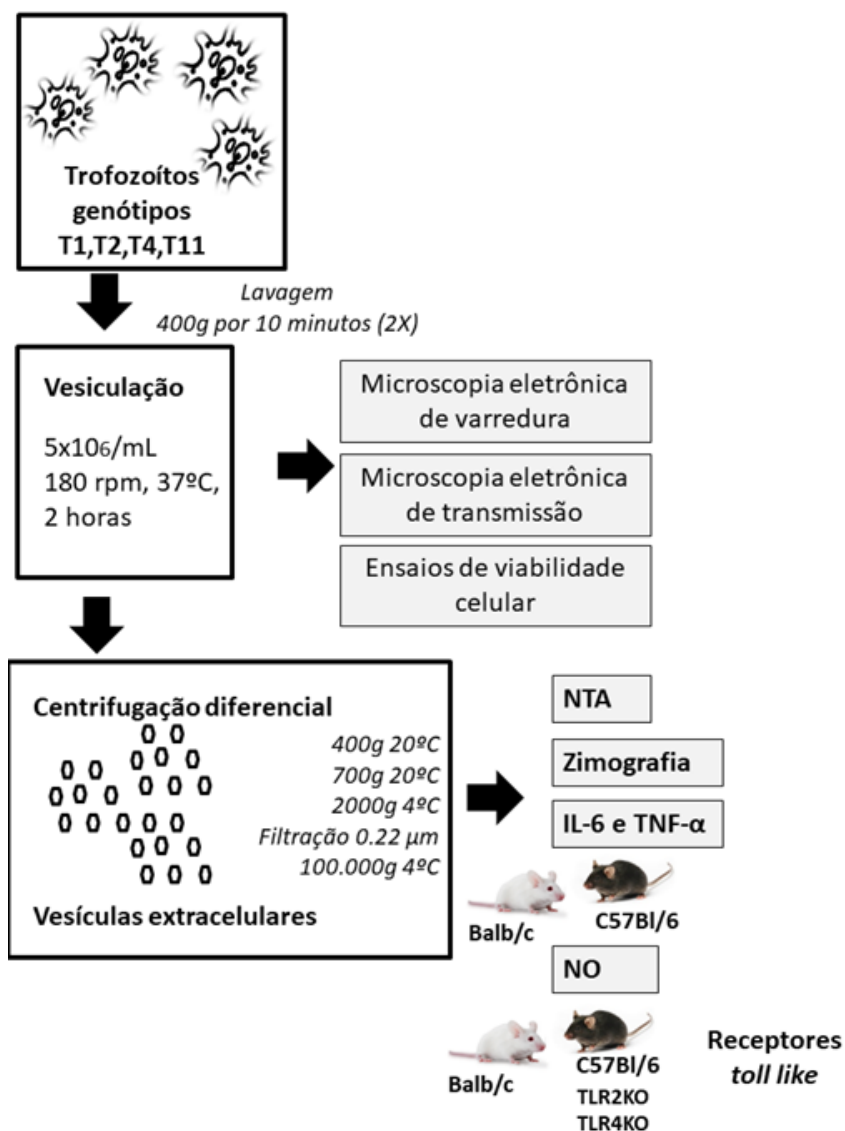 Trofozoítos
genótipos
T1,T2,T4,T11
Lavagem
400g por 10 minutos (2X)
Vesiculação
5x106/mL
180 rpm, 37ºC,
2 horas
Microscopia eletrônica
de varredura
Microscopia eletrônica
de transmissão
Ensaios de viabilidade
celular
Centrifugação diferencial
400g 20ºC
700g 20ºC
2000g 4ºC
Filtração 0.22 µm
100.000g 4ºC
Vesículas extracelulares
NTA
Zimografia
IL-6 e TNF-α
Balb/c
C57Bl/6
NO
Balb/c
C57Bl/6
TLR2KO
TLR4KO
Receptores
toll like